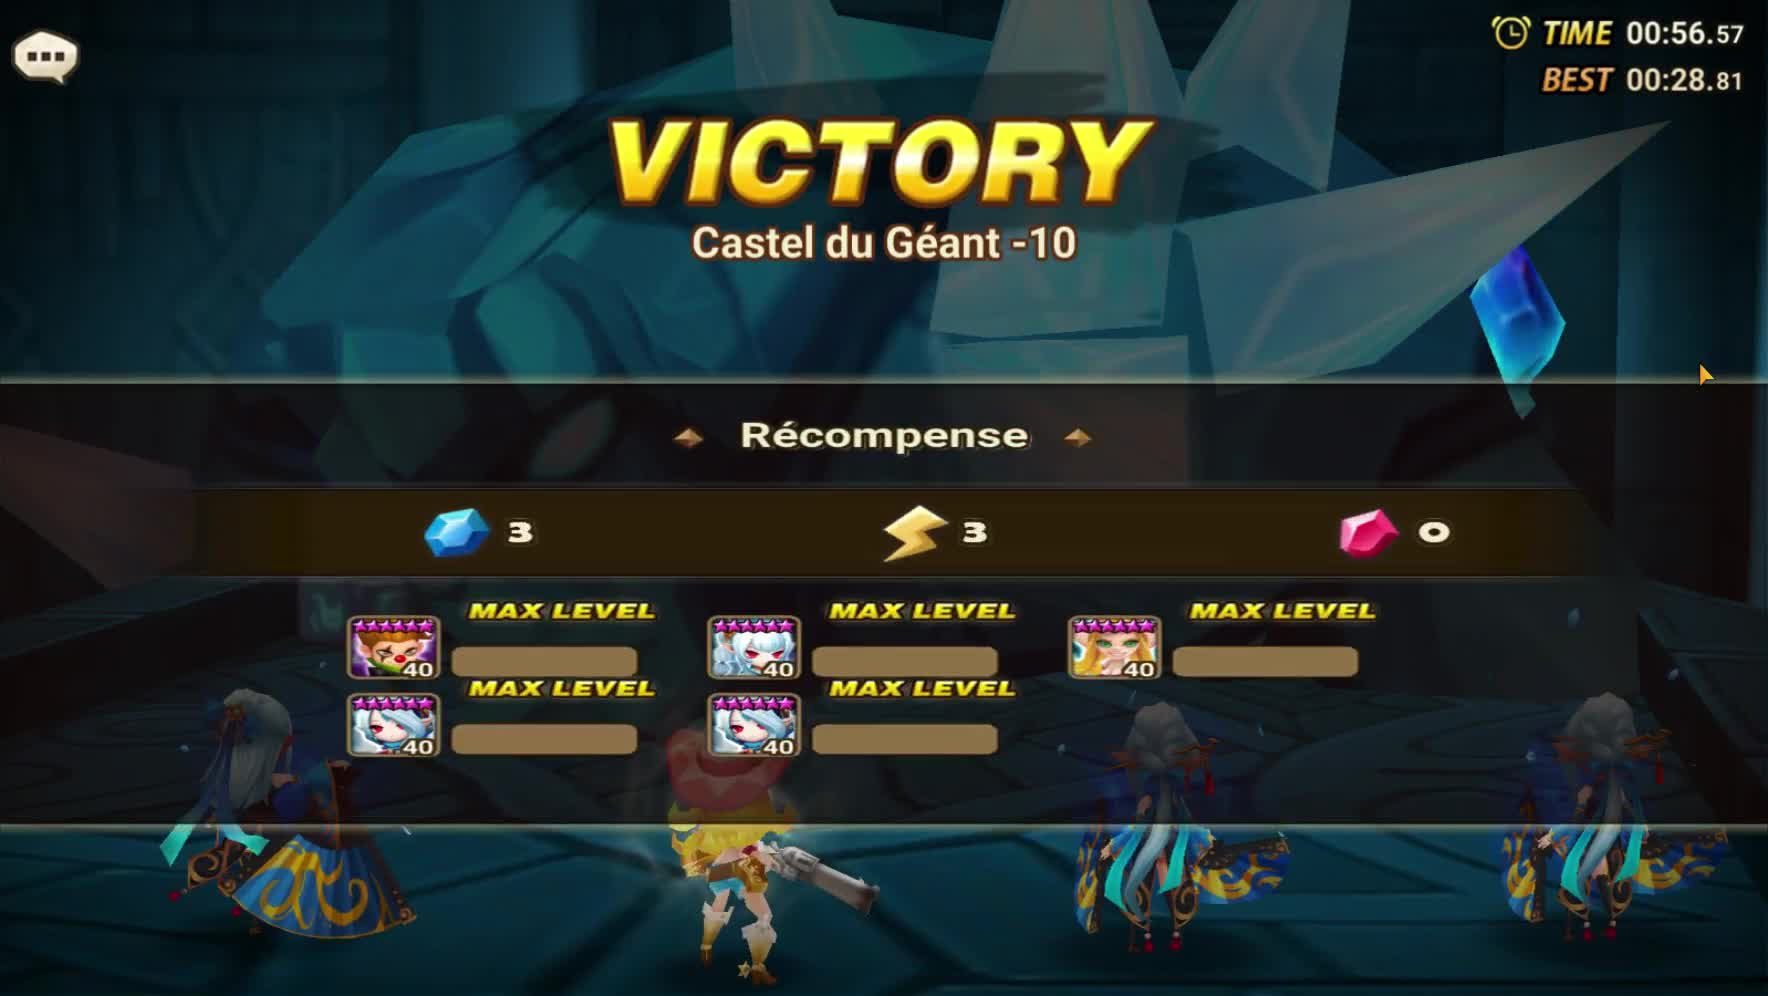 TIME 00:56.57
BEST 00:28.81
VICTORY
Castel du Géant -10
Récompense
3 3 0
MAX LEVEL MAX LEVEL MAX LEVEL
40 40 40
MAX LEVEL MAX LEVEL
40 40